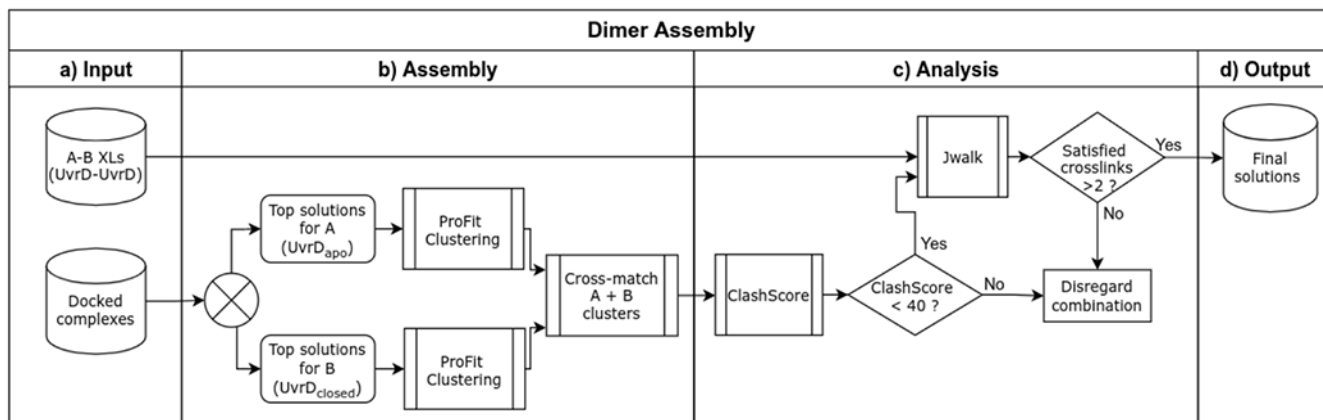 Dimer Assembly
a) Input
b) Assembly
c) Analysis
d) Output
A-B XLs
(UvrD-UvrD)
Docked
complexes
Top solutions
for A
(UvrDapo)
ProFit
Clustering
Top solutions
for B
(UvrDclosed)
ProFit
Clustering
Cross-match
A + B
clusters
ClashScore
ClashScore
< 40 ?
Yes
No
Jwalk
Satisfied
crosslinks
>2 ?
Yes
No
Disregard
combination
Final
solutions